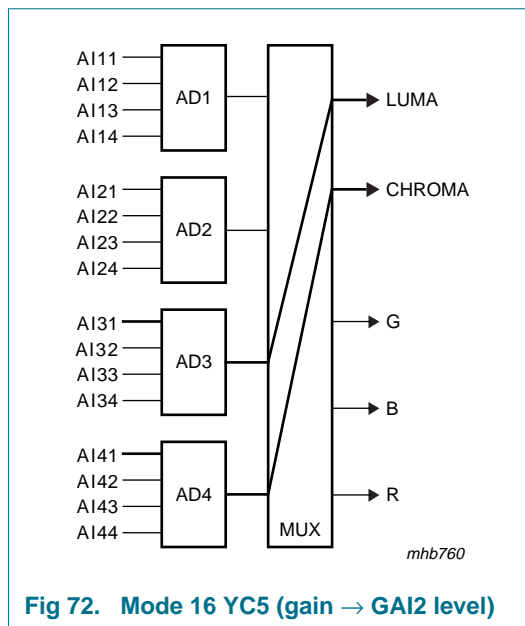 AI11
AI12
AI13
AI14
AD1
LUMA
AI21
AI22
AI23
AI24
AD2
CHROMA
AI31
AI32
AI33
AI34
AD3
G
AI41
AI42
AI43
AI44
AD4
B
R
MUX
mhb760
Fig 72. Mode 16 YC5 (gain → GAI2 level)